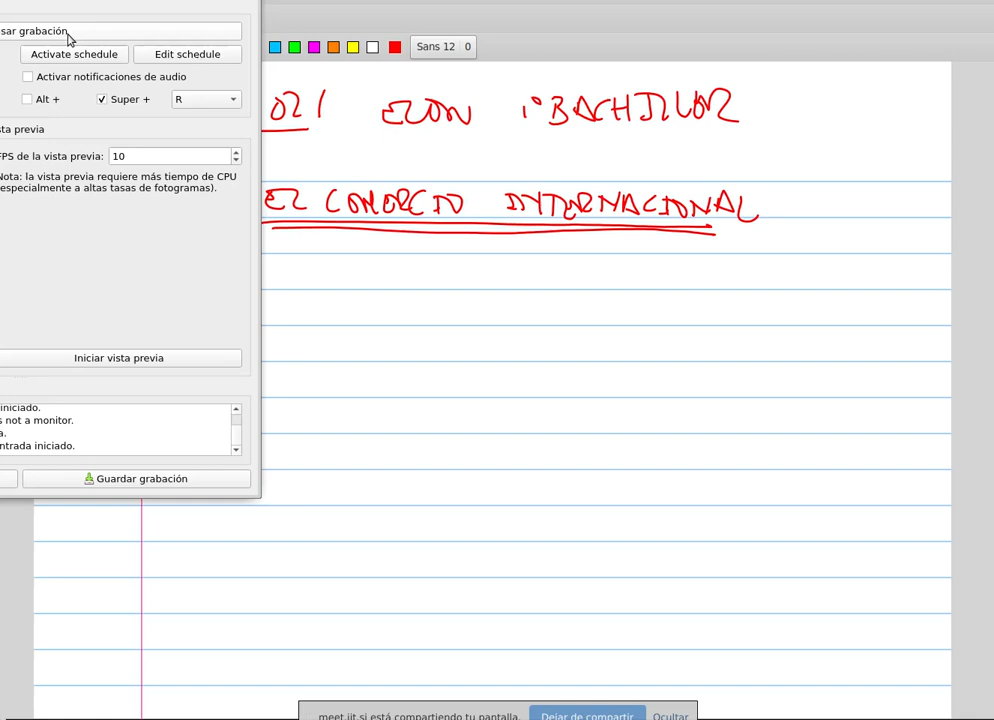 sar grabación
Activate schedule Edit schedule
Activar notificaciones de audio
Alt + Super + R
sta previa
FPS de la vista previa: 10
Nota: la vista previa requiere más tiempo de CPU
(especialmente a altas tasas de fotogramas).
Iniciar vista previa
iniciado.
s not a monitor.
a.
ntrada iniciado.
Guardar grabación
Sans 12 0
021 ECON 1º BACHILLER
EL COMERCIO INTERNACIONAL
meet.jit.si está compartiendo tu pantalla. Dejar de compartir Ocultar